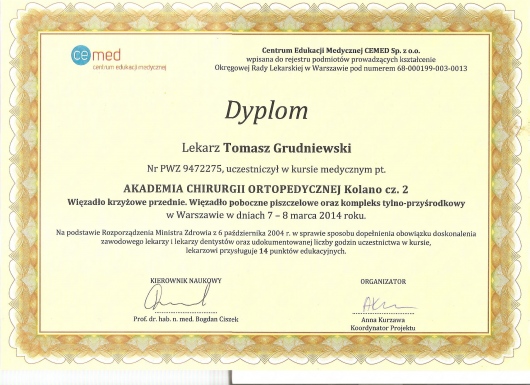 cemed
centrum edukacji medycznej
Centrum Edukacji Medycznej CEMED Sp. z o.o.
wpisana do rejestru podmiotów prowadzących kształcenie
Okręgowej Rady Lekarskiej w Warszawie pod numerem 68-000199-003-0013
Dyplom
Lekarz Tomasz Grudniewski
Nr PWZ 9472275, uczestniczył w kursie medycznym pt.
AKADEMIA CHIRURGII ORTOPEDYCZNEJ Kolano cz. 2
Więzadło krzyżowe przednie. Więzadło poboczne piszczelowe oraz kompleks tylno-przyśrodkowy
w Warszawie w dniach 7 – 8 marca 2014 roku.
Na podstawie Rozporządzenia Ministra Zdrowia z 6 października 2004 r. w sprawie sposobu dopełnienia obowiązku doskonalenia
zawodowego lekarzy i lekarzy dentystów oraz udokumentowanej liczby godzin uczestnictwa w kursie,
lekarzowi przysługuje 14 punktów edukacyjnych.
KIEROWNIK NAUKOWY
Prof. dr. hab. n. med. Bogdan Ciszek
ORGANIZATOR
Anna Kurzawa
Koordynator Projektu